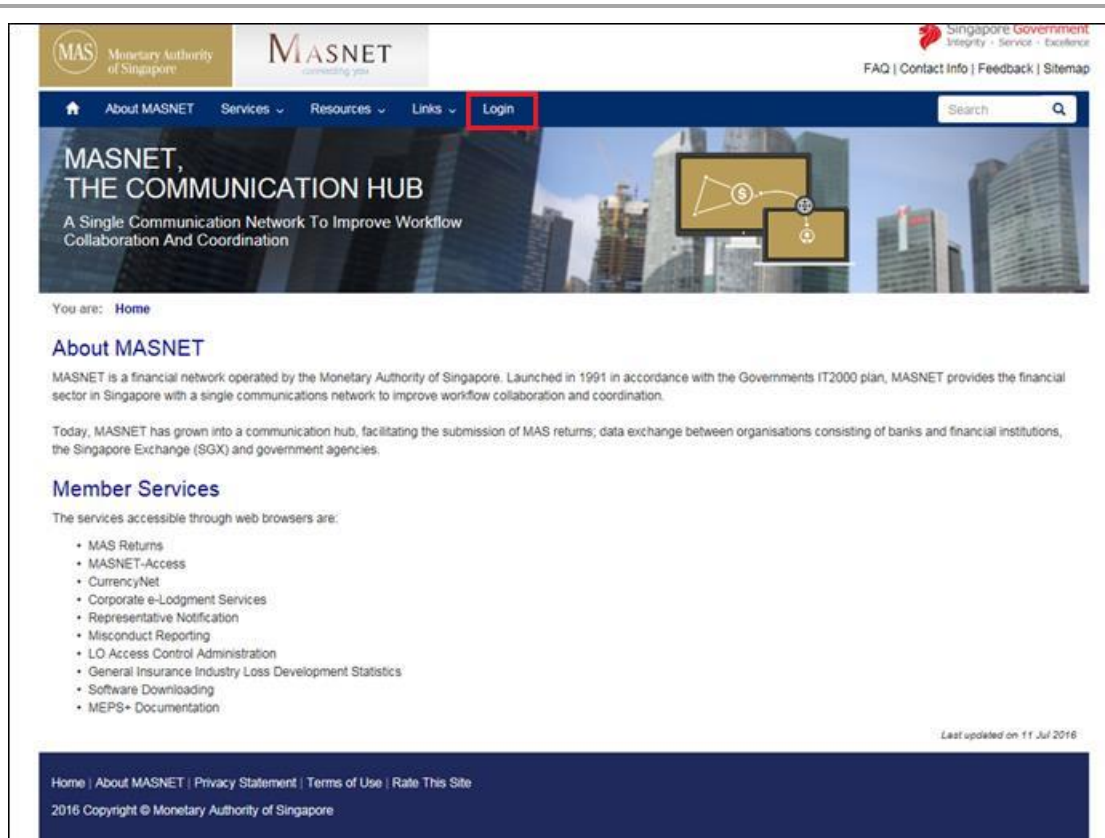 MAS Monetary Authority
of Singapore
MASNET
connecting you
Singapore Government
Integrity · Service · Excellence
FAQ | Contact Info | Feedback | Sitemap
About MASNET Services Resources Links Login Search
MASNET,
THE COMMUNICATION HUB
A Single Communication Network To Improve Workflow
Collaboration And Coordination
$
You are: Home
About MASNET
MASNET is a financial network operated by the Monetary Authority of Singapore. Launched in 1991 in accordance with the Governments IT2000 plan, MASNET provides the financial
sector in Singapore with a single communications network to improve workflow collaboration and coordination.
Today, MASNET has grown into a communication hub, facilitating the submission of MAS returns; data exchange between organisations consisting of banks and financial institutions,
the Singapore Exchange (SGX) and government agencies.
Member Services
The services accessible through web browsers are:
• MAS Returns
• MASNET-Access
• CurrencyNet
• Corporate e-Lodgment Services
• Representative Notification
• Misconduct Reporting
• LO Access Control Administration
• General Insurance Industry Loss Development Statistics
• Software Downloading
• MEPS+ Documentation
Last updated on 11 Jul 2016
Home | About MASNET | Privacy Statement | Terms of Use | Rate This Site
2016 Copyright © Monetary Authority of Singapore